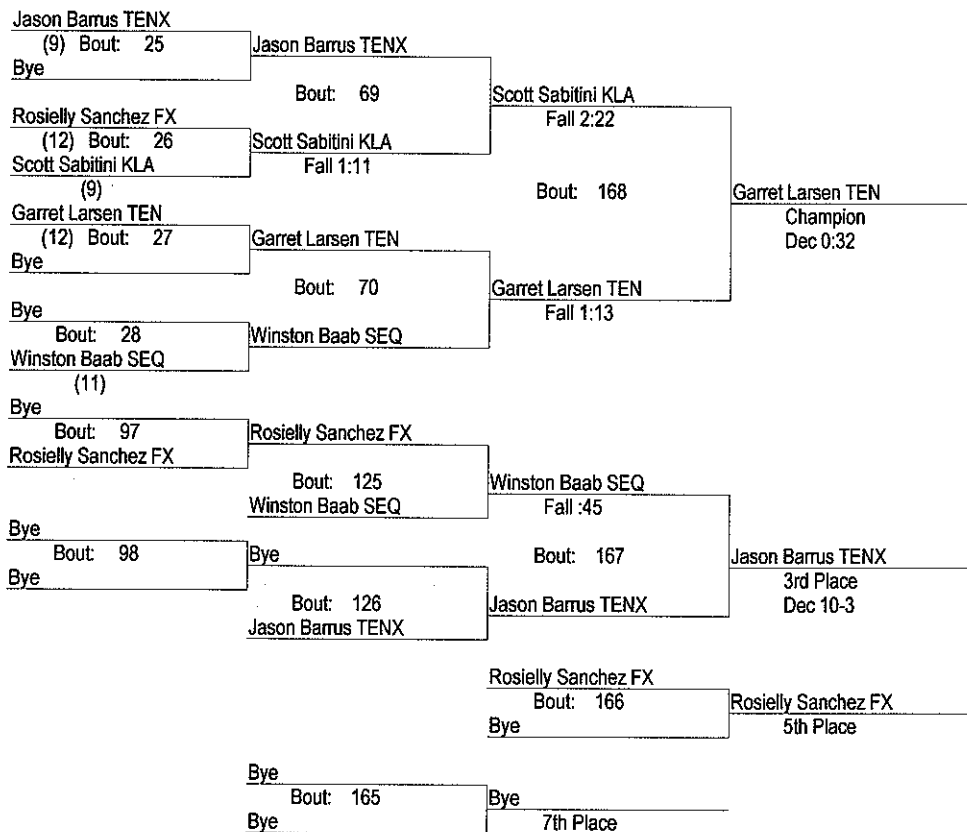 Jason Barrus TENX
(9) Bout: 25
Bye
Jason Barrus TENX
Bout: 69
Rosielly Sanchez FX
(12) Bout: 26
Scott Sabitini KLA
(9)
Scott Sabitini KLA
Fall 1:11
Scott Sabitini KLA
Fall 2:22
Bout: 168
Garret Larsen TEN
(12) Bout: 27
Bye
Garret Larsen TEN
Bout: 70
Bye
Bout: 28
Winston Baab SEQ
(11)
Winston Baab SEQ
Garret Larsen TEN
Fall 1:13
Garret Larsen TEN
Champion
Dec 0:32
Bye
Bout: 97
Rosielly Sanchez FX
Rosielly Sanchez FX
Bout: 125
Winston Baab SEQ
Winston Baab SEQ
Fall :45
Bout: 167
Bye
Bout: 98
Bye
Bye
Bout: 126
Jason Barrus TENX
Jason Barrus TENX
Jason Barrus TENX
3rd Place
Dec 10-3
Rosielly Sanchez FX
Bout: 166
Bye
Rosielly Sanchez FX
5th Place
Bye
Bout: 165
Bye
Bye
7th Place